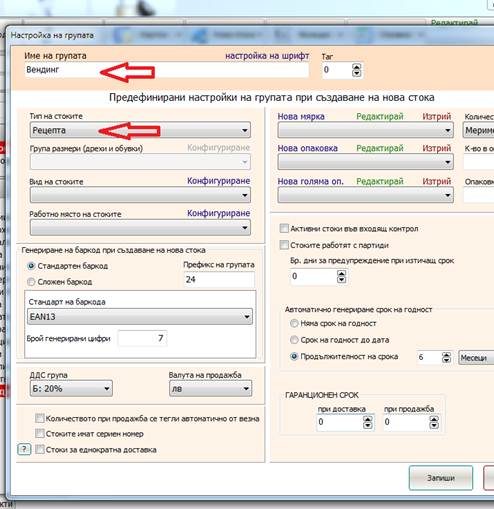 Редактирай
Настройка на групата
Име на групата
настройка на шрифт
Таг
Вендинг
0
Предефинирани настройки на групата при създаване на нова стока
Тип на стоките
Рецепта
Група размери (дрехи и обувки)
Конфигуриране
Вид на стоките
Конфигуриране
Работно място на стоките
Конфигуриране
Нова мярка
Редактирай
Изтрий
Количес
Мерим
Нова опаковка
Редактирай
Изтрий
К-во в о
Нова голяма оп.
Редактирай
Изтрий
Опаков
Генериране на баркод при създаване на нова стока
Стандартен баркод
Сложен баркод
Префикс на групата
24
Стандарт на баркода
EAN13
Брой генерирани цифри
7
Активни стоки във входящ контрол
Стоките работят с партиди
Бр. дни за предупреждение при изтичащ срок
0
Автоматично генериране срок на годност
Няма срок на годност
Срок на годност до дата
Продължителност на срока
6
Месеци
ДДС група
Б: 20%
Валута на продажба
лв
ГАРАНЦИОНЕН СРОК
при доставка
при продажба
0
0
Количеството при продажба се тегли автоматично от везна
Стоките имат сериен номер
?
Стоки за еднократна доставка
Запиши
кти